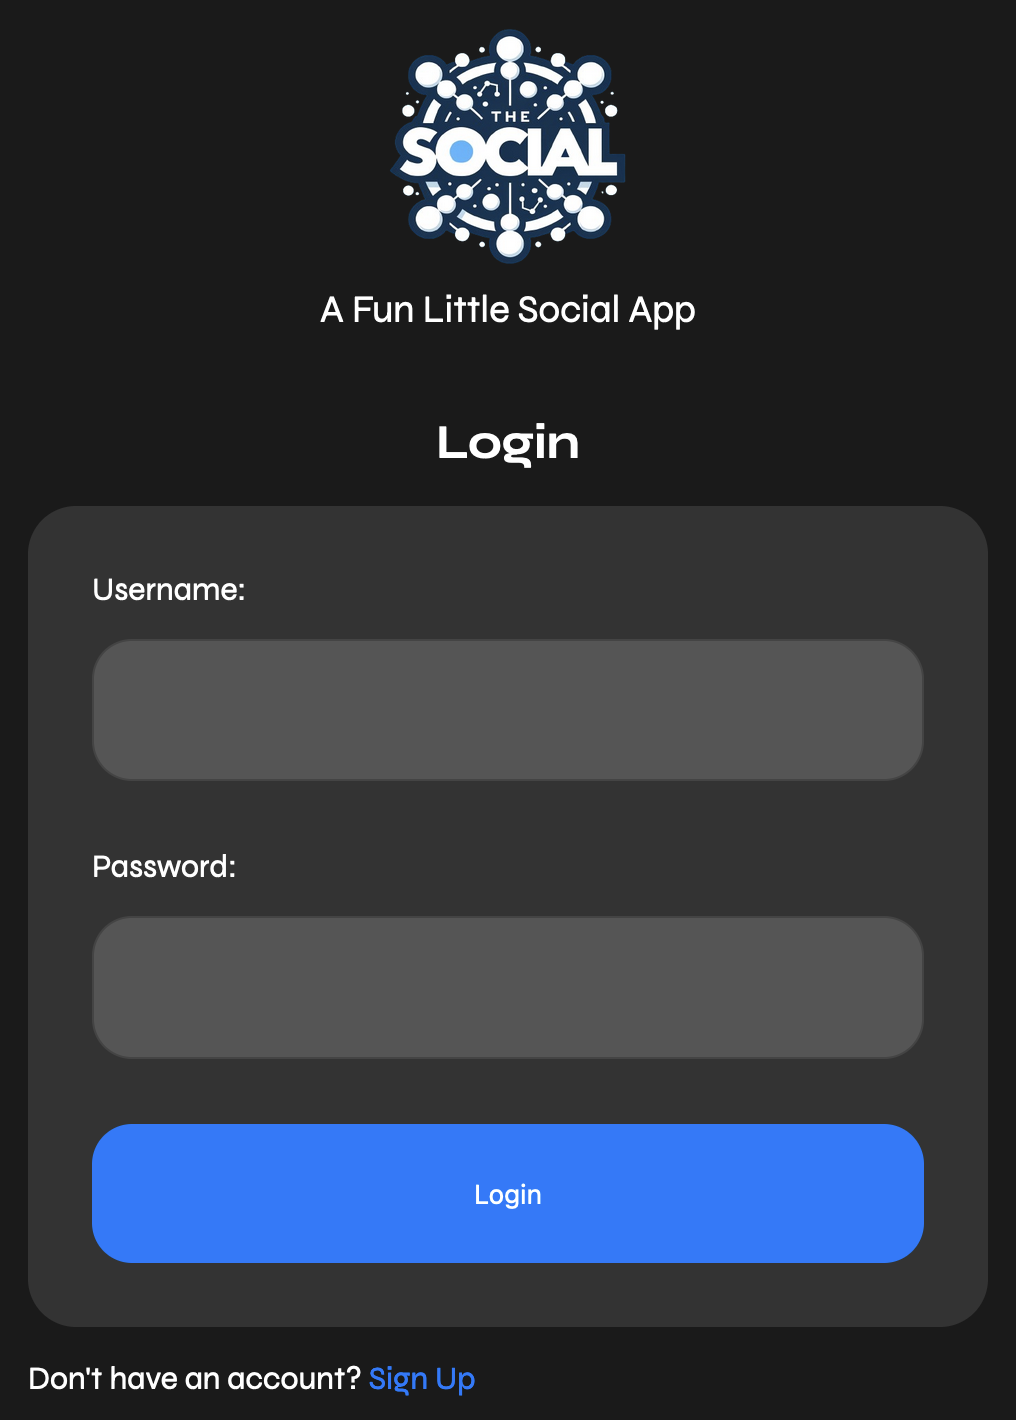 THE
SOCIAL
A Fun Little Social App
Login
Username:
Password:
Login
Don't have an account? Sign Up